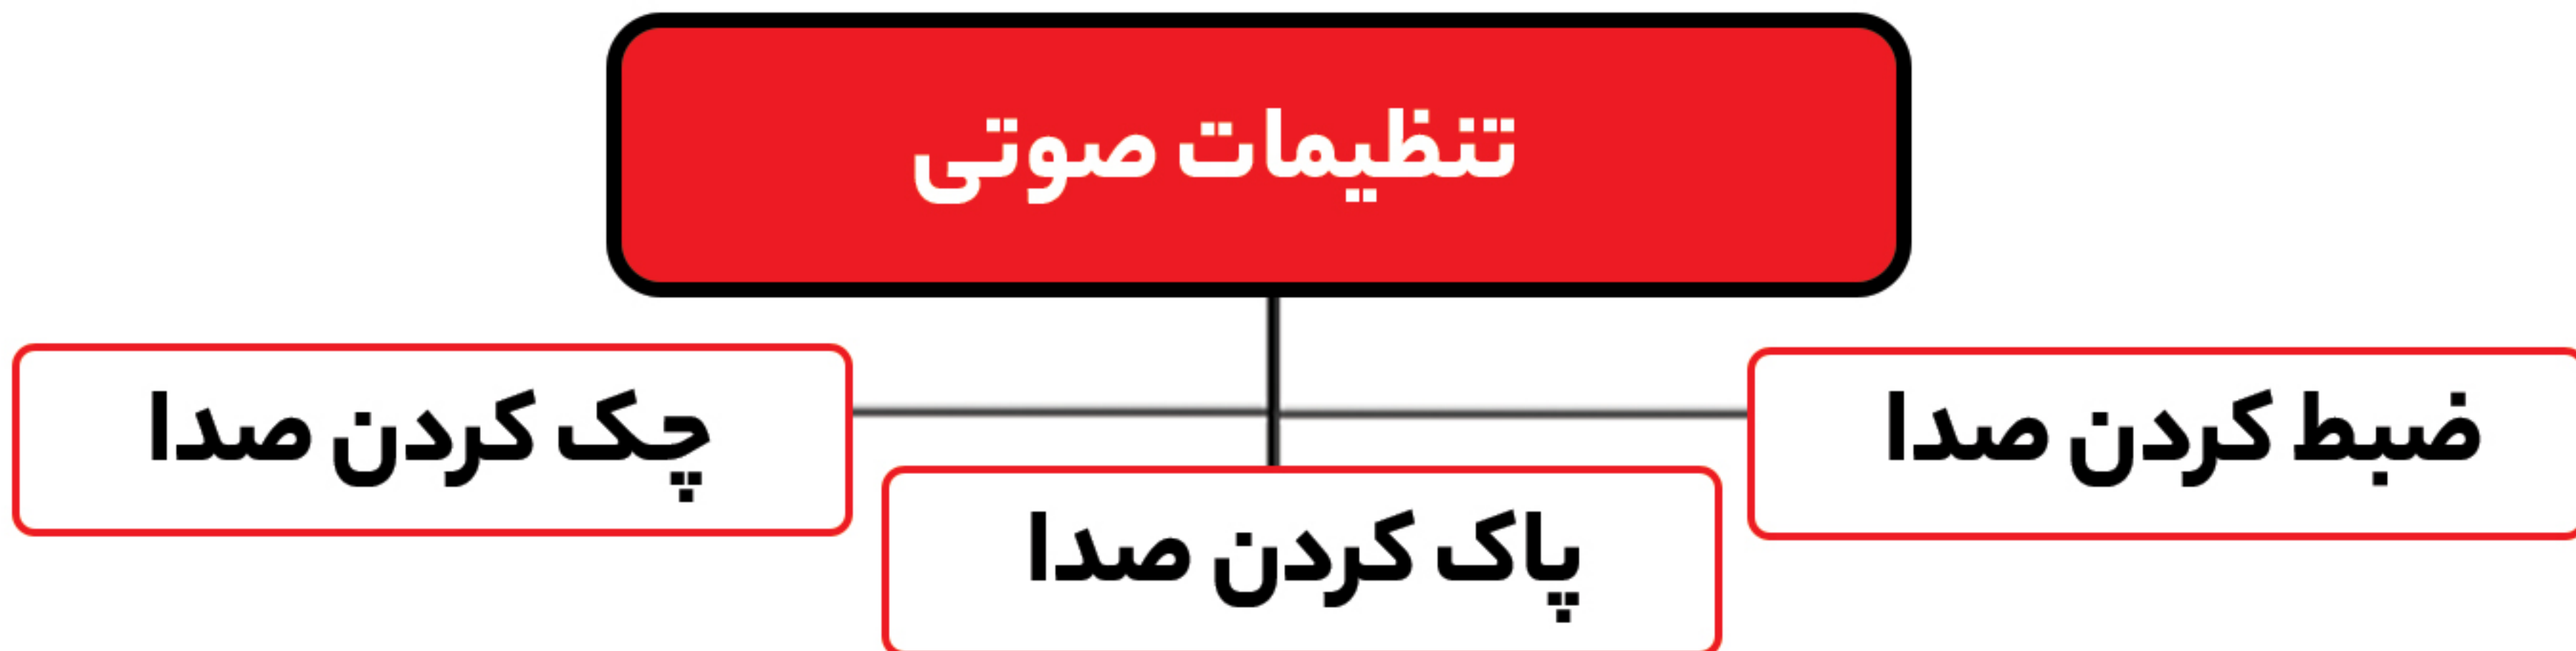 تنظیمات صوتی
ضبط کردن صدا
چک کردن صدا
پاک کردن صدا